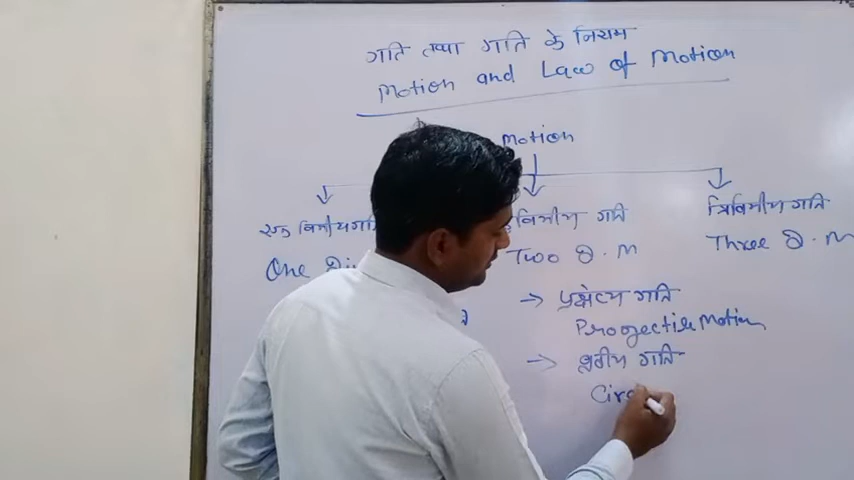 गति तथा गति के नियम
Motion and Law of Motion
Motion
एक विमीय गति
विमीय गति
त्रिविमीय गति
One Di
Two D. M
Three D. M
→ प्रक्षेप्य गति
Projectile Motion
→ वृतीय गति
Circ